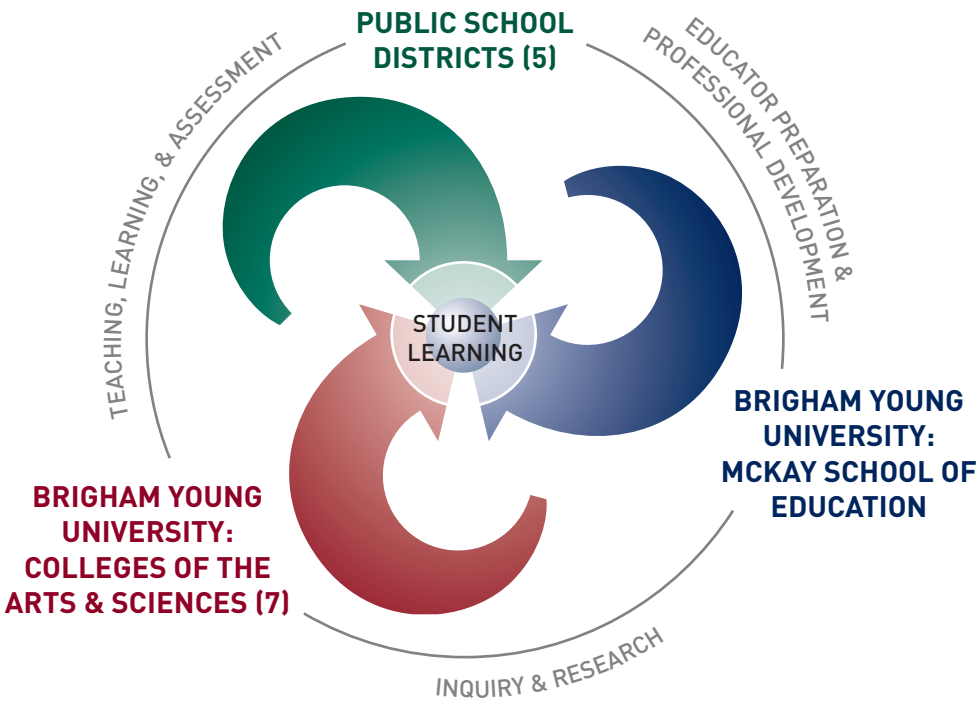 PUBLIC SCHOOL
DISTRICTS (5)
TEACHING, LEARNING, & ASSESSMENT
EDUCATOR PREPARATION &
PROFESSIONAL DEVELOPMENT
STUDENT
LEARNING
BRIGHAM YOUNG
UNIVERSITY:
MCKAY SCHOOL OF
EDUCATION
BRIGHAM YOUNG
UNIVERSITY:
COLLEGES OF THE
ARTS & SCIENCES (7)
INQUIRY & RESEARCH